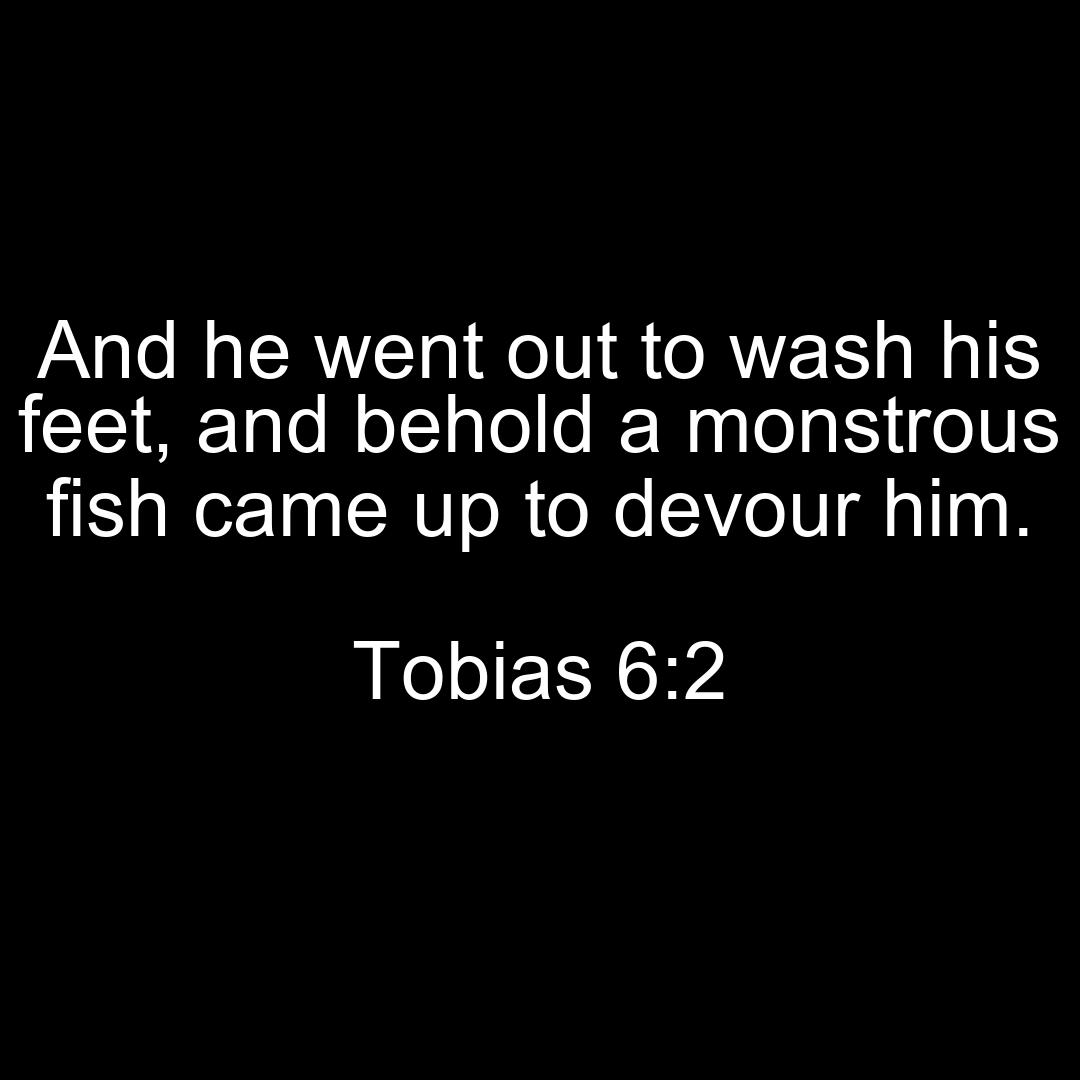 And he went out to wash his
feet, and behold a monstrous
fish came up to devour him.
Tobias 6:2